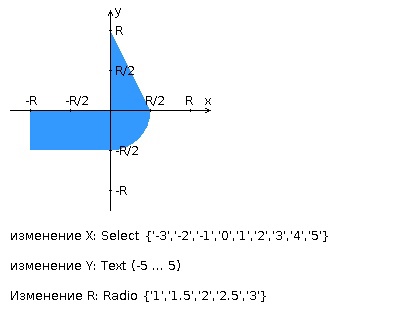 y
R
R/2
-R -R/2 R/2 R x
-R/2
-R
изменение X: Select {'-3','-2','-1','0','1','2','3','4','5'}
изменение Y: Text (-5 ... 5)
Изменение R: Radio {'1','1.5','2','2.5','3'}